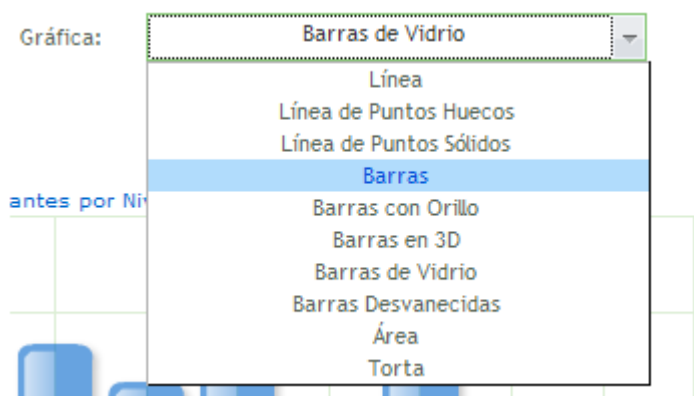 Gráfica: Barras de Vidrio
Línea
Línea de Puntos Huecos
Línea de Puntos Sólidos
Barras
antes por Niv
Barras con Orillo
Barras en 3D
Barras de Vidrio
Barras Desvanecidas
Área
Torta